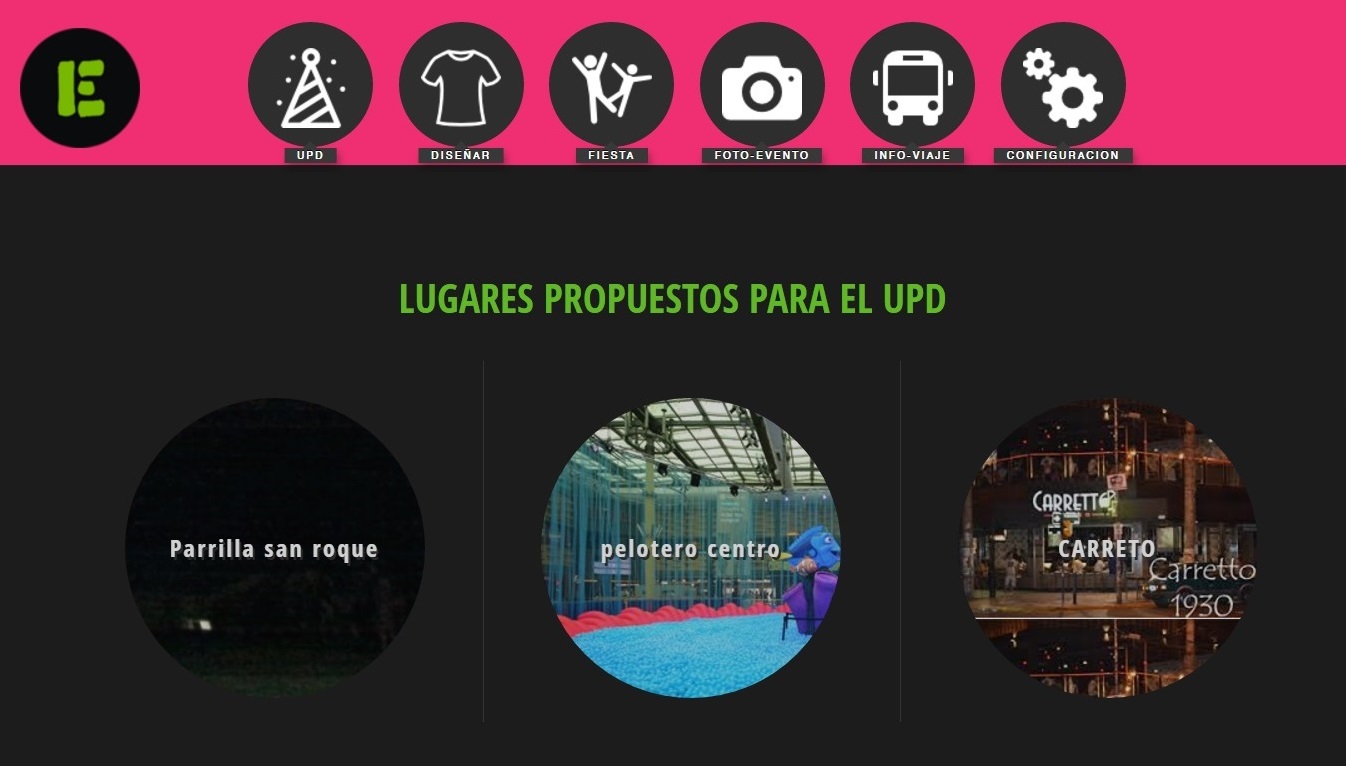 E
UPD
DISEÑAR
FIESTA
FOTO-EVENTO
INFO-VIAJE
CONFIGURACION
LUGARES PROPUESTOS PARA EL UPD
Parrilla san roque
pelotero centro
CARRETTO
CARRETO
Carretto
1930